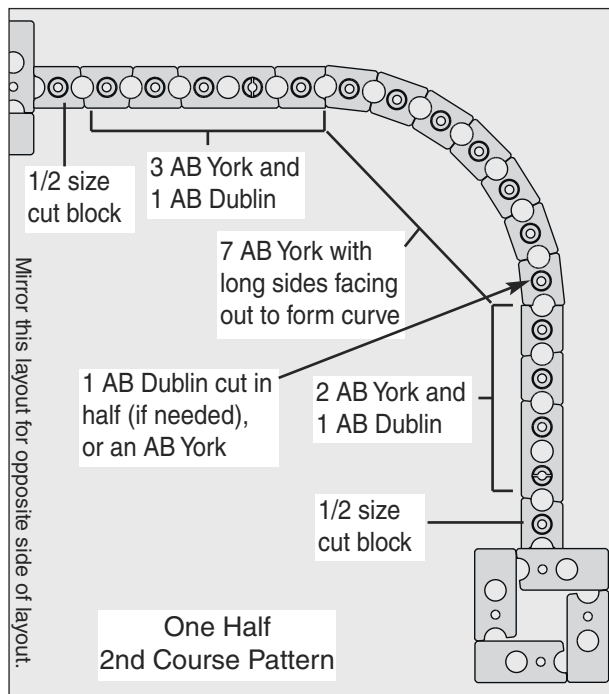 1/2 size
cut block
3 AB York and
1 AB Dublin
7 AB York with
long sides facing
out to form curve
1 AB Dublin cut in
half (if needed),
or an AB York
2 AB York and
1 AB Dublin
1/2 size
cut block
Mirror this layout for opposite side of layout.
One Half
2nd Course Pattern